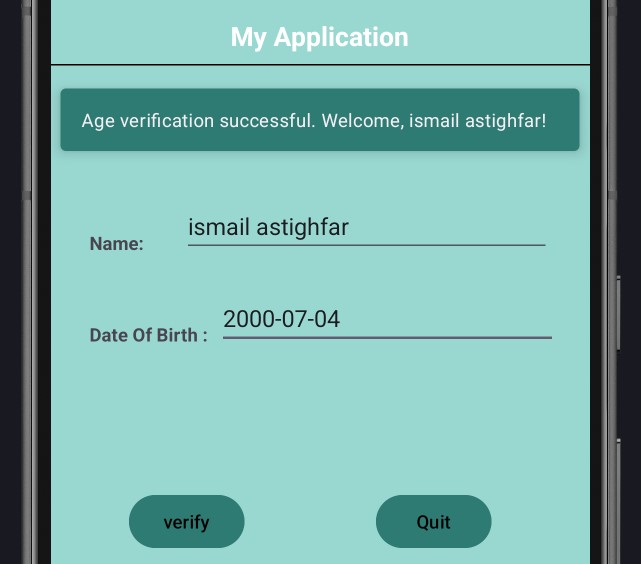 My Application
Age verification successful. Welcome, ismail astighfar!
Name:
ismail astighfar
Date Of Birth :
2000-07-04
verify
Quit